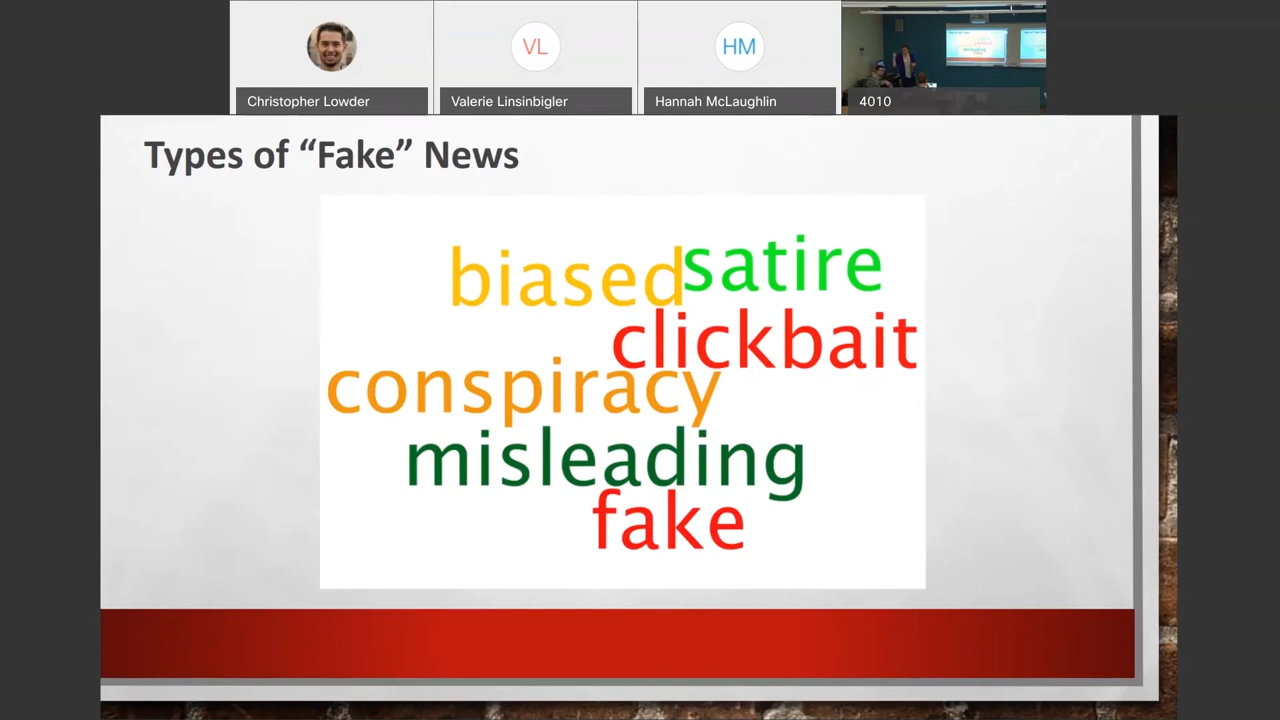 VL
HM
Christopher Lowder
Valerie Linsinbigler
Hannah McLaughlin
4010
Types of “Fake” News
biased
satire
clickbait
conspiracy
misleading
fake